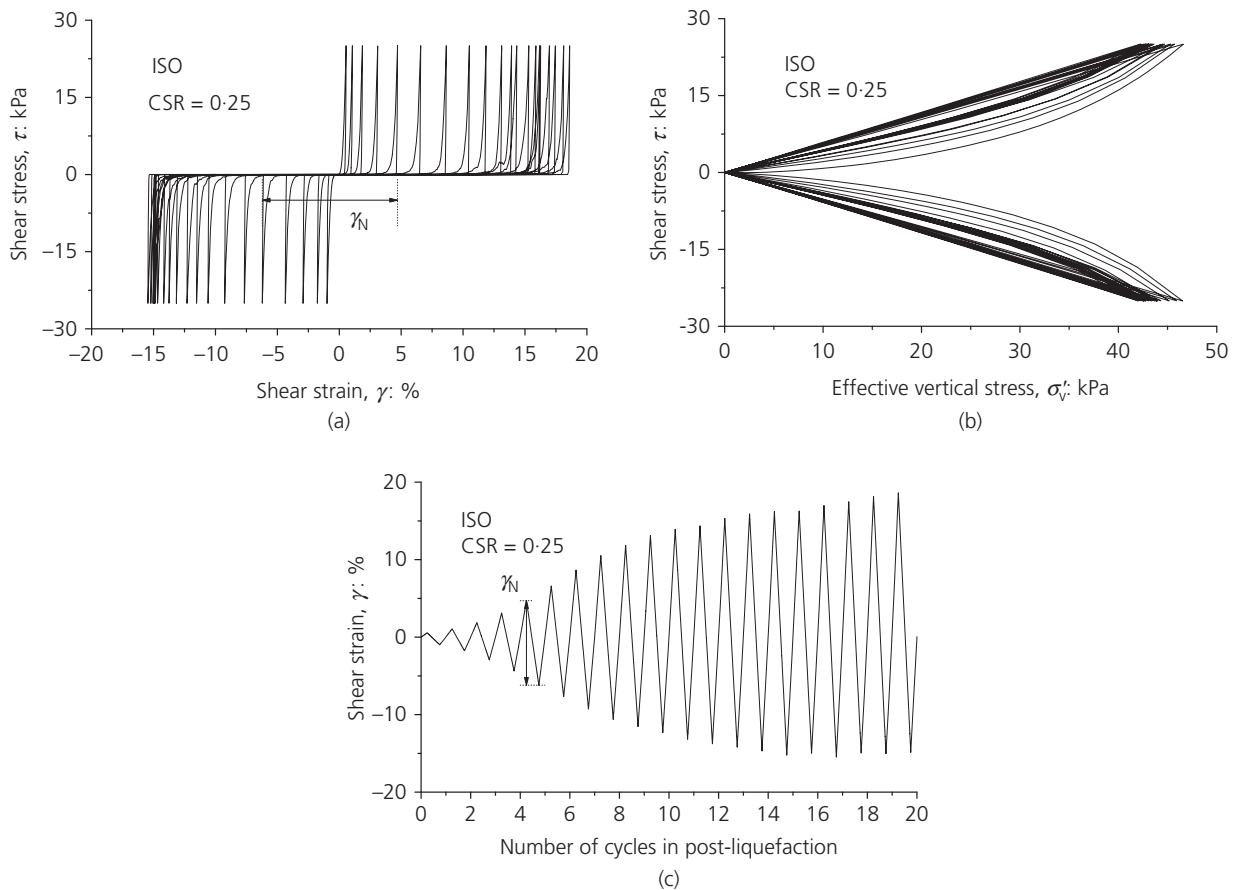 30
15
0
−15
−30
Shear stress, τ: kPa
ISO
CSR = 0·25
γN
−20 −15 −10 −5 0 5 10 15 20
Shear strain, γ: %
(a)
30
15
0
-15
-30
Shear stress, τ: kPa
ISO
CSR = 0·25
0 10 20 30 40 50
Effective vertical stress, σ′v: kPa
(b)
20
10
0
−10
−20
Shear strain, γ: %
ISO
CSR = 0·25
γN
0 2 4 6 8 10 12 14 16 18 20
Number of cycles in post-liquefaction
(c)